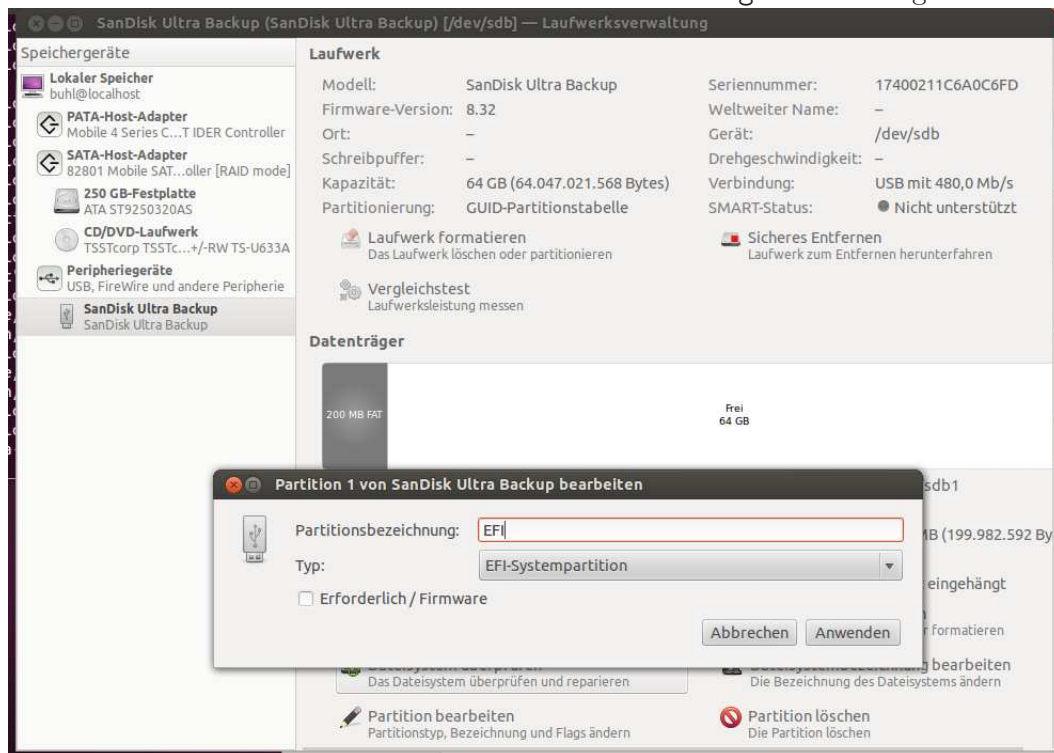 SanDisk Ultra Backup (SanDisk Ultra Backup) [/dev/sdb] — Laufwerksverwaltung
Speichergeräte
Lokaler Speicher
buhl@localhost
PATA-Host-Adapter
Mobile 4 Series C...T IDER Controller
SATA-Host-Adapter
82801 Mobile SAT...oller [RAID mode]
250 GB-Festplatte
ATA ST9250320AS
CD/DVD-Laufwerk
TSSTcorp TSSTc...+/-RW TS-U633A
Peripheriegeräte
USB, FireWire und andere Peripherie
SanDisk Ultra Backup
SanDisk Ultra Backup
Laufwerk
Modell: SanDisk Ultra Backup Seriennummer: 17400211C6A0C6FD
Firmware-Version: 8.32 Weltweiter Name: –
Ort: – Gerät: /dev/sdb
Schreibpuffer: – Drehgeschwindigkeit: –
Kapazität: 64 GB (64.047.021.568 Bytes) Verbindung: USB mit 480,0 Mb/s
Partitionierung: GUID-Partitionstabelle SMART-Status: Nicht unterstützt
Laufwerk formatieren Sicheres Entfernen
Das Laufwerk löschen oder partitionieren Laufwerk zum Entfernen herunterfahren
Vergleichstest
Laufwerksleistung messen
Datenträger
200 MB FAT
Frei
64 GB
Partition 1 von SanDisk Ultra Backup bearbeiten
sdb1
Partitionsbezeichnung: EFI
MB (199.982.592 By
Typ: EFI-Systempartition
eingehängt
Erforderlich / Firmware
Abbrechen Anwenden
formatieren
bearbeiten
Das Dateisystem überprüfen und reparieren Die Bezeichnung des Dateisystems ändern
Partition bearbeiten Partition löschen
Partitionstyp, Bezeichnung und Flags ändern Die Partition löschen